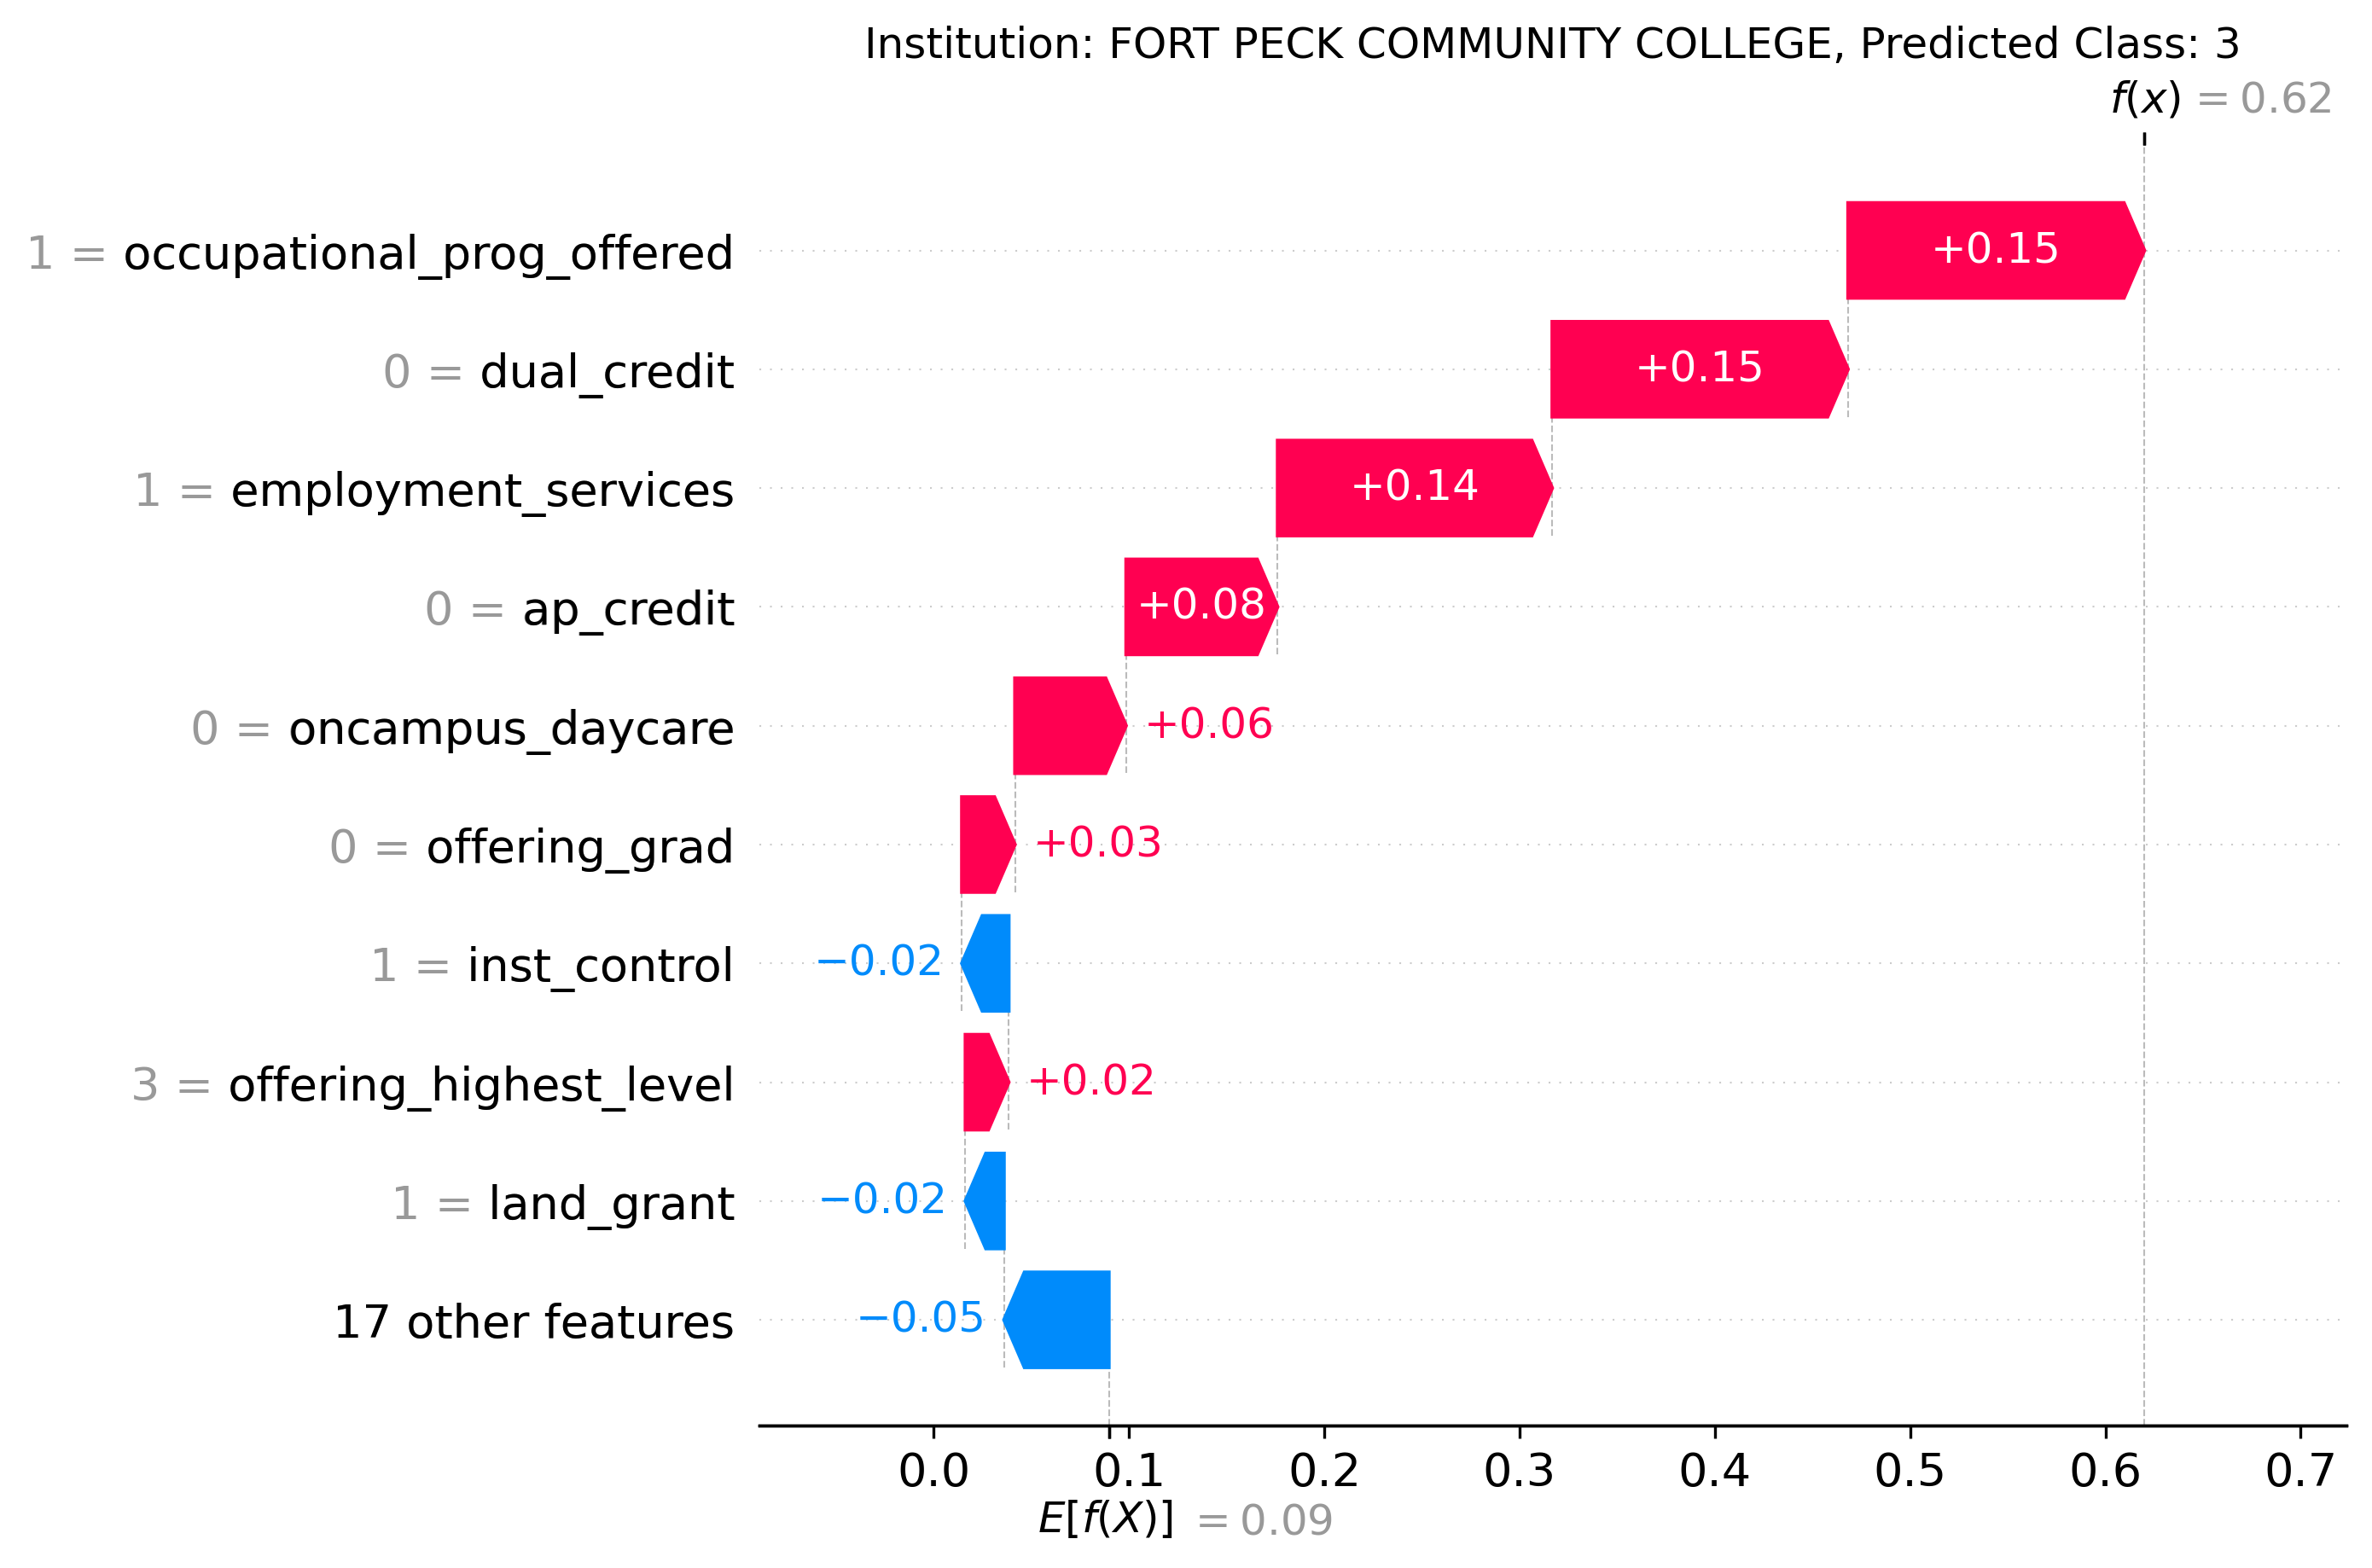 Institution: FORT PECK COMMUNITY COLLEGE, Predicted Class: 3
f(x) = 0.62
1 = occupational_prog_offered +0.15
0 = dual_credit +0.15
1 = employment_services +0.14
0 = ap_credit +0.08
0 = oncampus_daycare +0.06
0 = offering_grad +0.03
1 = inst_control −0.02
3 = offering_highest_level +0.02
1 = land_grant −0.02
17 other features −0.05
0.0 0.1 0.2 0.3 0.4 0.5 0.6 0.7
E[f(X)] = 0.09